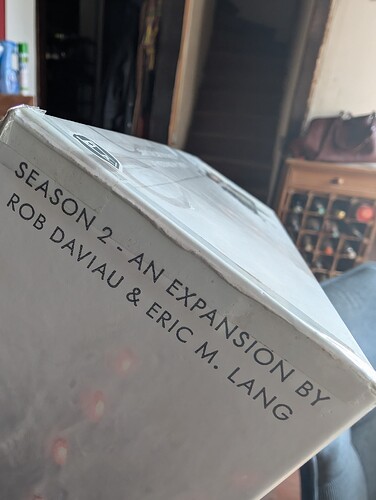 SEASON 2 - AN EXPANSION BY
ROB DAVIAU & ERIC M. LANG